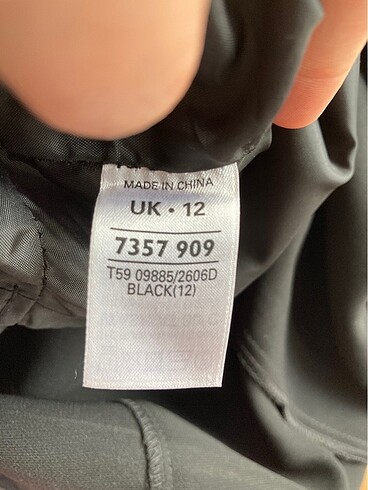 MADE IN CHINA
UK • 12
7357 909
T59 09885/2606D
BLACK(12)